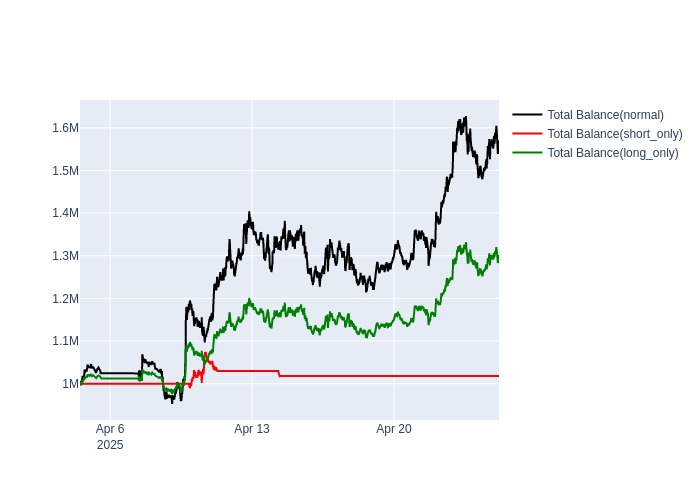 1.6M
1.5M
1.4M
1.3M
1.2M
1.1M
1M
Apr 6
2025
Apr 13
Apr 20
Total Balance(normal)
Total Balance(short_only)
Total Balance(long_only)